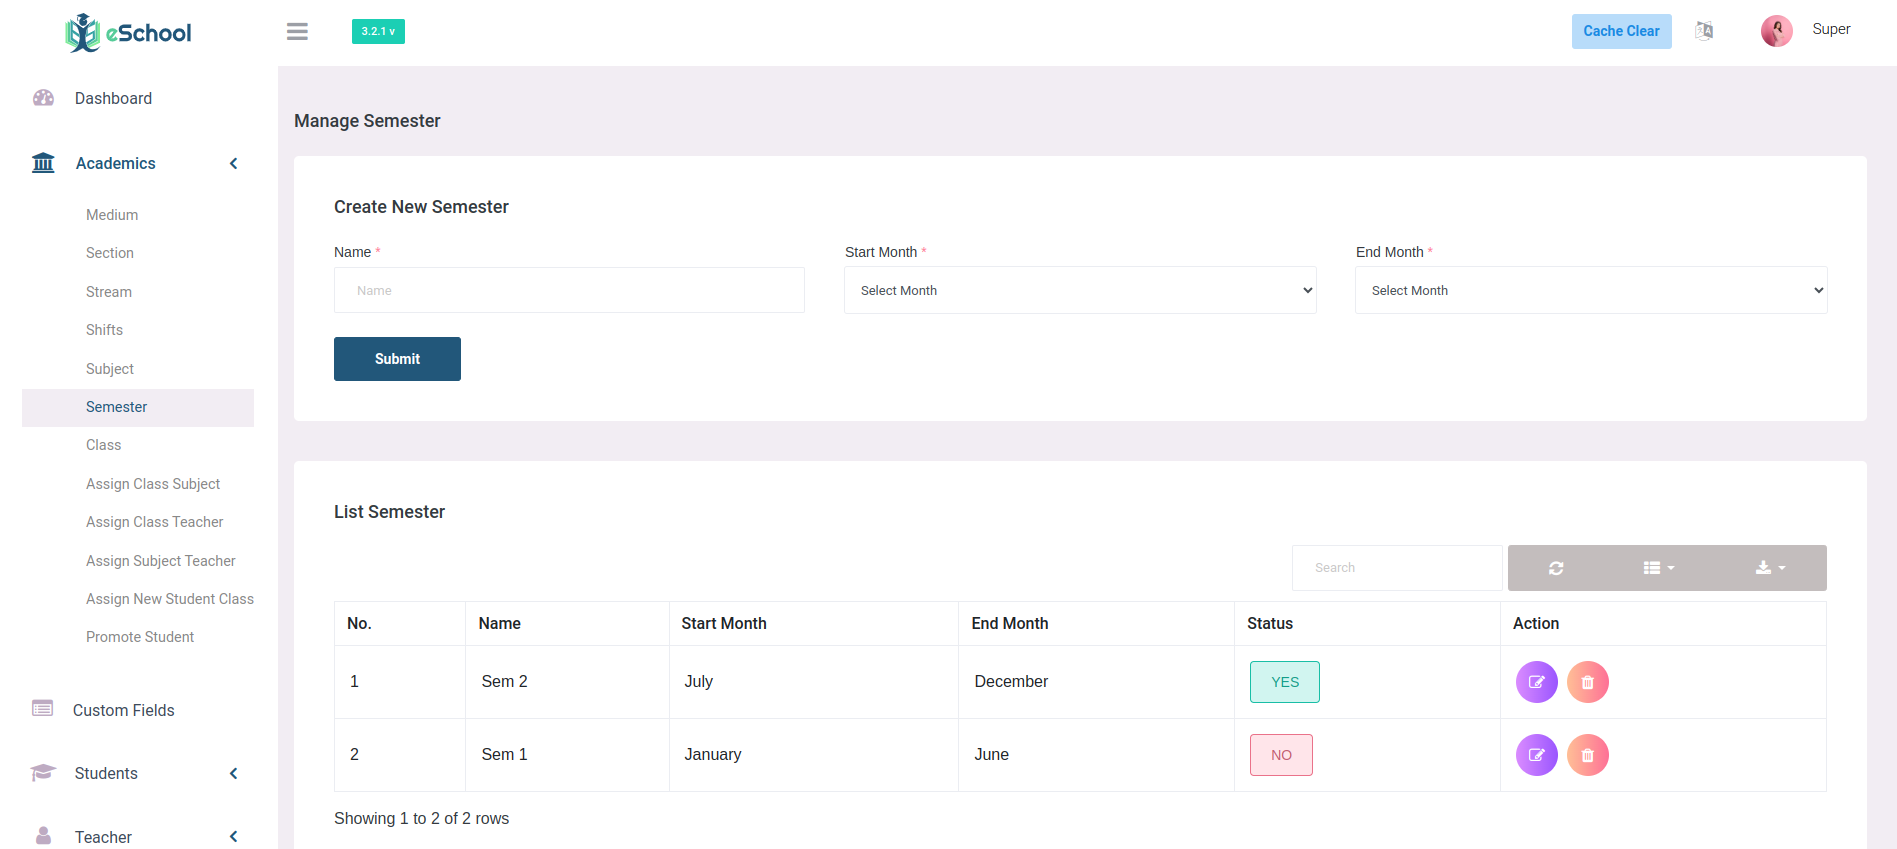 eSchool
3.2.1 v
Cache Clear
Super
Dashboard
Academics
Medium
Section
Stream
Shifts
Subject
Semester
Class
Assign Class Subject
Assign Class Teacher
Assign Subject Teacher
Assign New Student Class
Promote Student
Custom Fields
Students
Teacher
Manage Semester
Create New Semester
Name * Start Month * End Month *
Name Select Month Select Month
Submit
List Semester
Search
No. Name Start Month End Month Status Action
1 Sem 2 July December YES
2 Sem 1 January June NO
Showing 1 to 2 of 2 rows